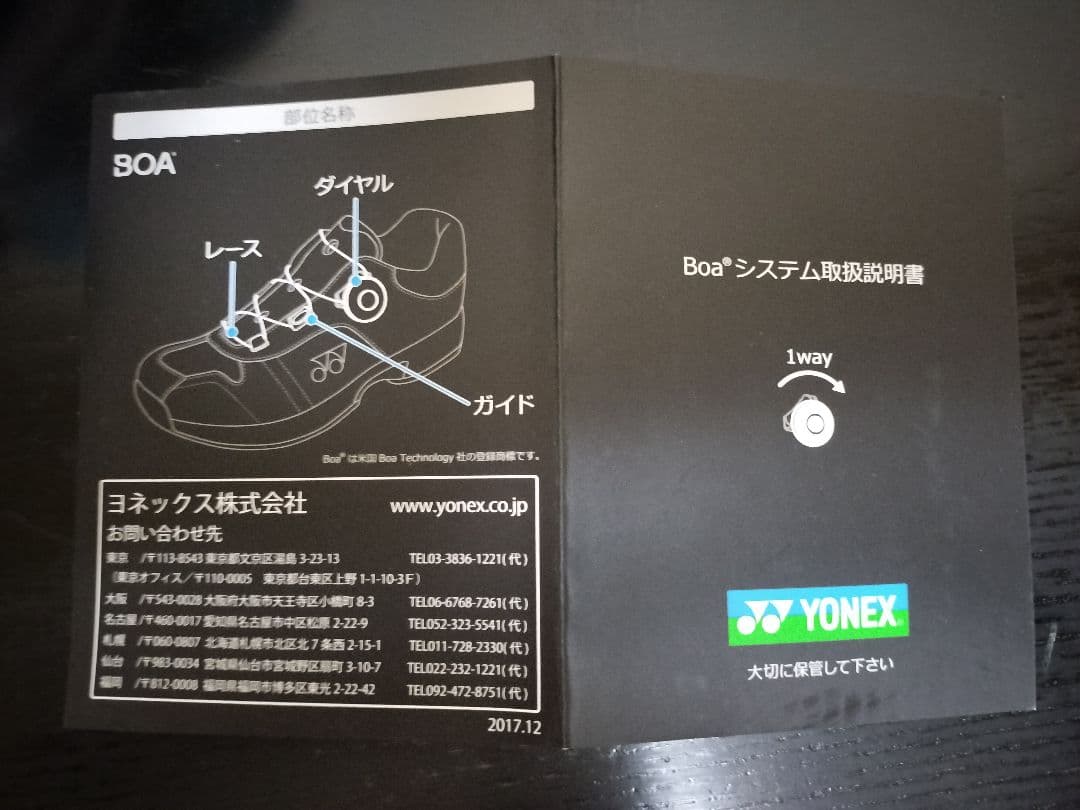 部位名称
BOA
ダイヤル
レース
ガイド
Boa®は米国 Boa Technology 社の登録商標です。
ヨネックス株式会社 www.yonex.co.jp
お問い合わせ先
東京 /〒113-8543 東京都文京区湯島 3-23-13 TEL03-3836-1221(代)
(東京オフィス/〒110-0005 東京都台東区上野 1-1-10-3F)
大阪 /〒543-0028 大阪府大阪市天王寺区小橋町 8-3 TEL06-6768-7261(代)
名古屋/〒460-0017 愛知県名古屋市中区松原 2-22-9 TEL052-323-5541(代)
札幌 /〒060-0807 北海道札幌市北区北 7 条西 2-15-1 TEL011-728-2330(代)
仙台 /〒983-0034 宮城県仙台市宮城野区扇町 3-10-7 TEL022-232-1221(代)
福岡 /〒812-0008 福岡県福岡市博多区東光 2-22-42 TEL092-472-8751(代)
2017.12
Boa®システム取扱説明書
1way
YONEX
大切に保管して下さい